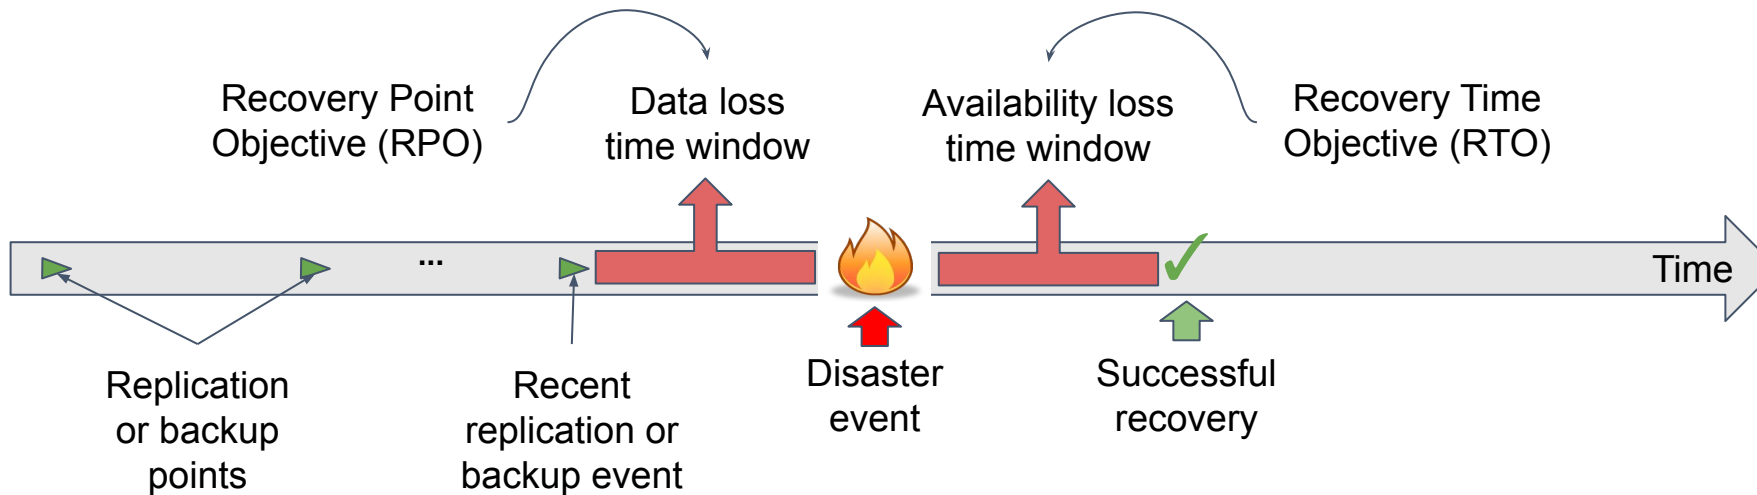 Recovery Point
Objective (RPO)
Data loss
time window
Availability loss
time window
Recovery Time
Objective (RTO)
...
Time
Replication
or backup
points
Recent
replication or
backup event
Disaster
event
Successful
recovery